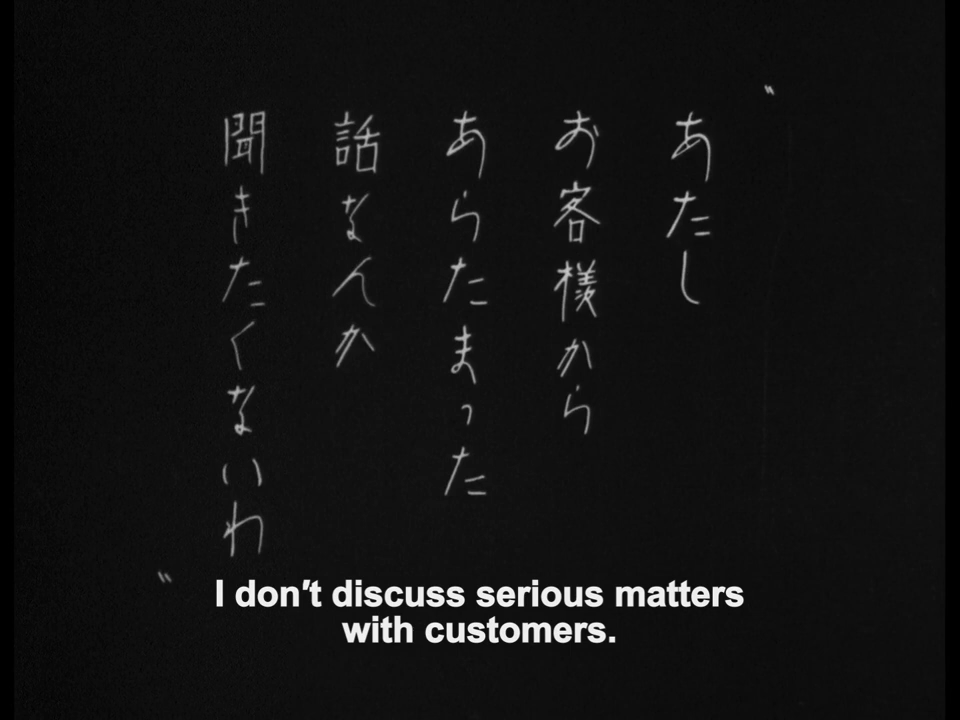 〝
あたし
お客様から
あらたまった
話なんか
聞きたくないわ
〟
I don't discuss serious matters
with customers.